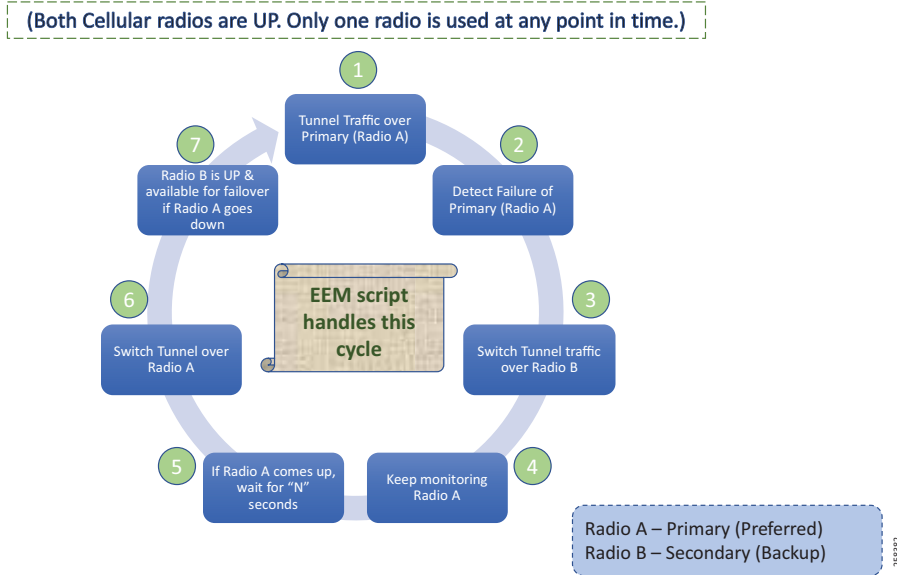 (Both Cellular radios are UP. Only one radio is used at any point in time.)
1
Tunnel Traffic over
Primary (Radio A)
2
Detect Failure of
Primary (Radio A)
3
Switch Tunnel traffic
over Radio B
4
Keep monitoring
Radio A
5
If Radio A comes up,
wait for “N”
seconds
6
Switch Tunnel over
Radio A
7
Radio B is UP &
available for failover
if Radio A goes
down
EEM script
handles this
cycle
Radio A – Primary (Preferred)
Radio B – Secondary (Backup)